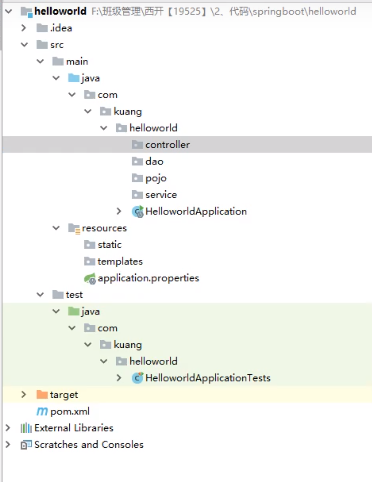 helloworld F:\班级管理\西开【19525】\2、代码\springboot\helloworld
.idea
src
main
java
com
kuang
helloworld
controller
dao
pojo
service
HelloworldApplication
resources
static
templates
application.properties
test
java
com
kuang
helloworld
HelloworldApplicationTests
target
pom.xml
External Libraries
Scratches and Consoles